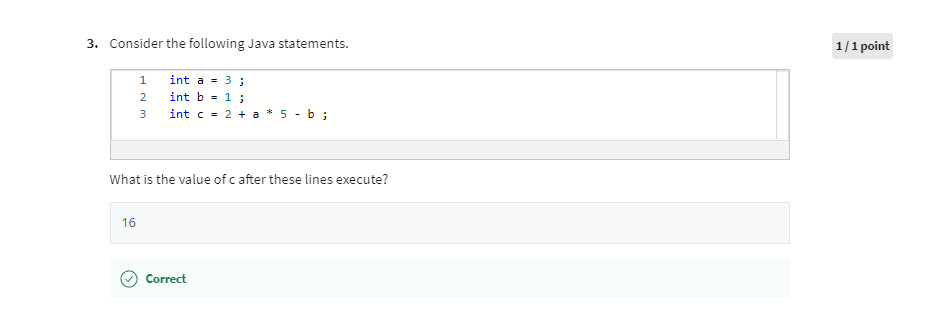 3. Consider the following Java statements.
1/1 point
1 int a = 3 ;
2 int b = 1 ;
3 int c = 2 + a * 5 - b ;
What is the value of c after these lines execute?
16
Correct